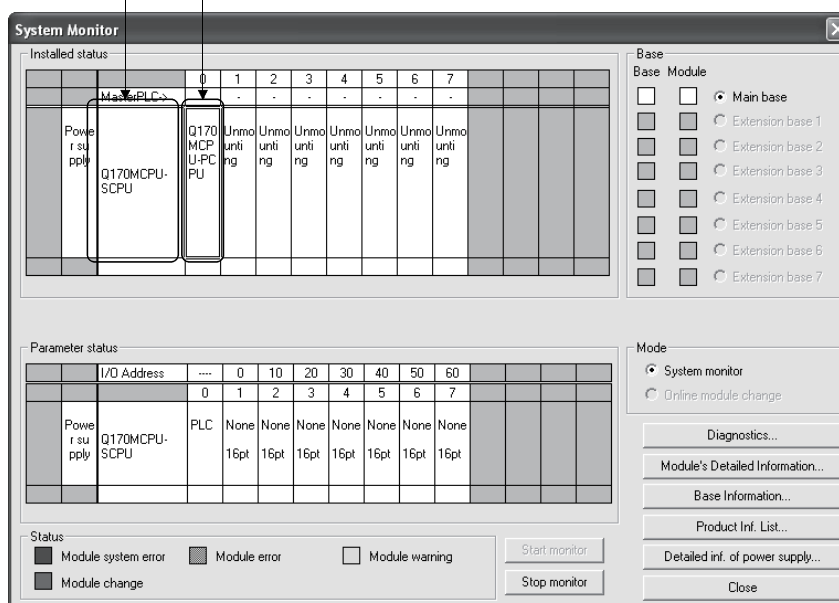 System Monitor
Installed status
0 1 2 3 4 5 6 7
MasterPLC-> - - - - - - -
Powe
r su
pply
Q170MCPU-
SCPU
Q170
MCP
U-PC
PU
Unmo
unti
ng
Unmo
unti
ng
Unmo
unti
ng
Unmo
unti
ng
Unmo
unti
ng
Unmo
unti
ng
Unmo
unti
ng
Base
Base Module
Main base
Extension base 1
Extension base 2
Extension base 3
Extension base 4
Extension base 5
Extension base 6
Extension base 7
Parameter status
I/O Address ---- 0 10 20 30 40 50 60
0 1 2 3 4 5 6 7
Powe
r su
pply
Q170MCPU-
SCPU
PLC None None None None None None None
16pt 16pt 16pt 16pt 16pt 16pt 16pt
Mode
System monitor
Online module change
Diagnostics...
Module's Detailed Information...
Base Information...
Product Inf. List...
Detailed inf. of power supply...
Close
Status
Module system error Module error Module warning
Module change
Start monitor
Stop monitor